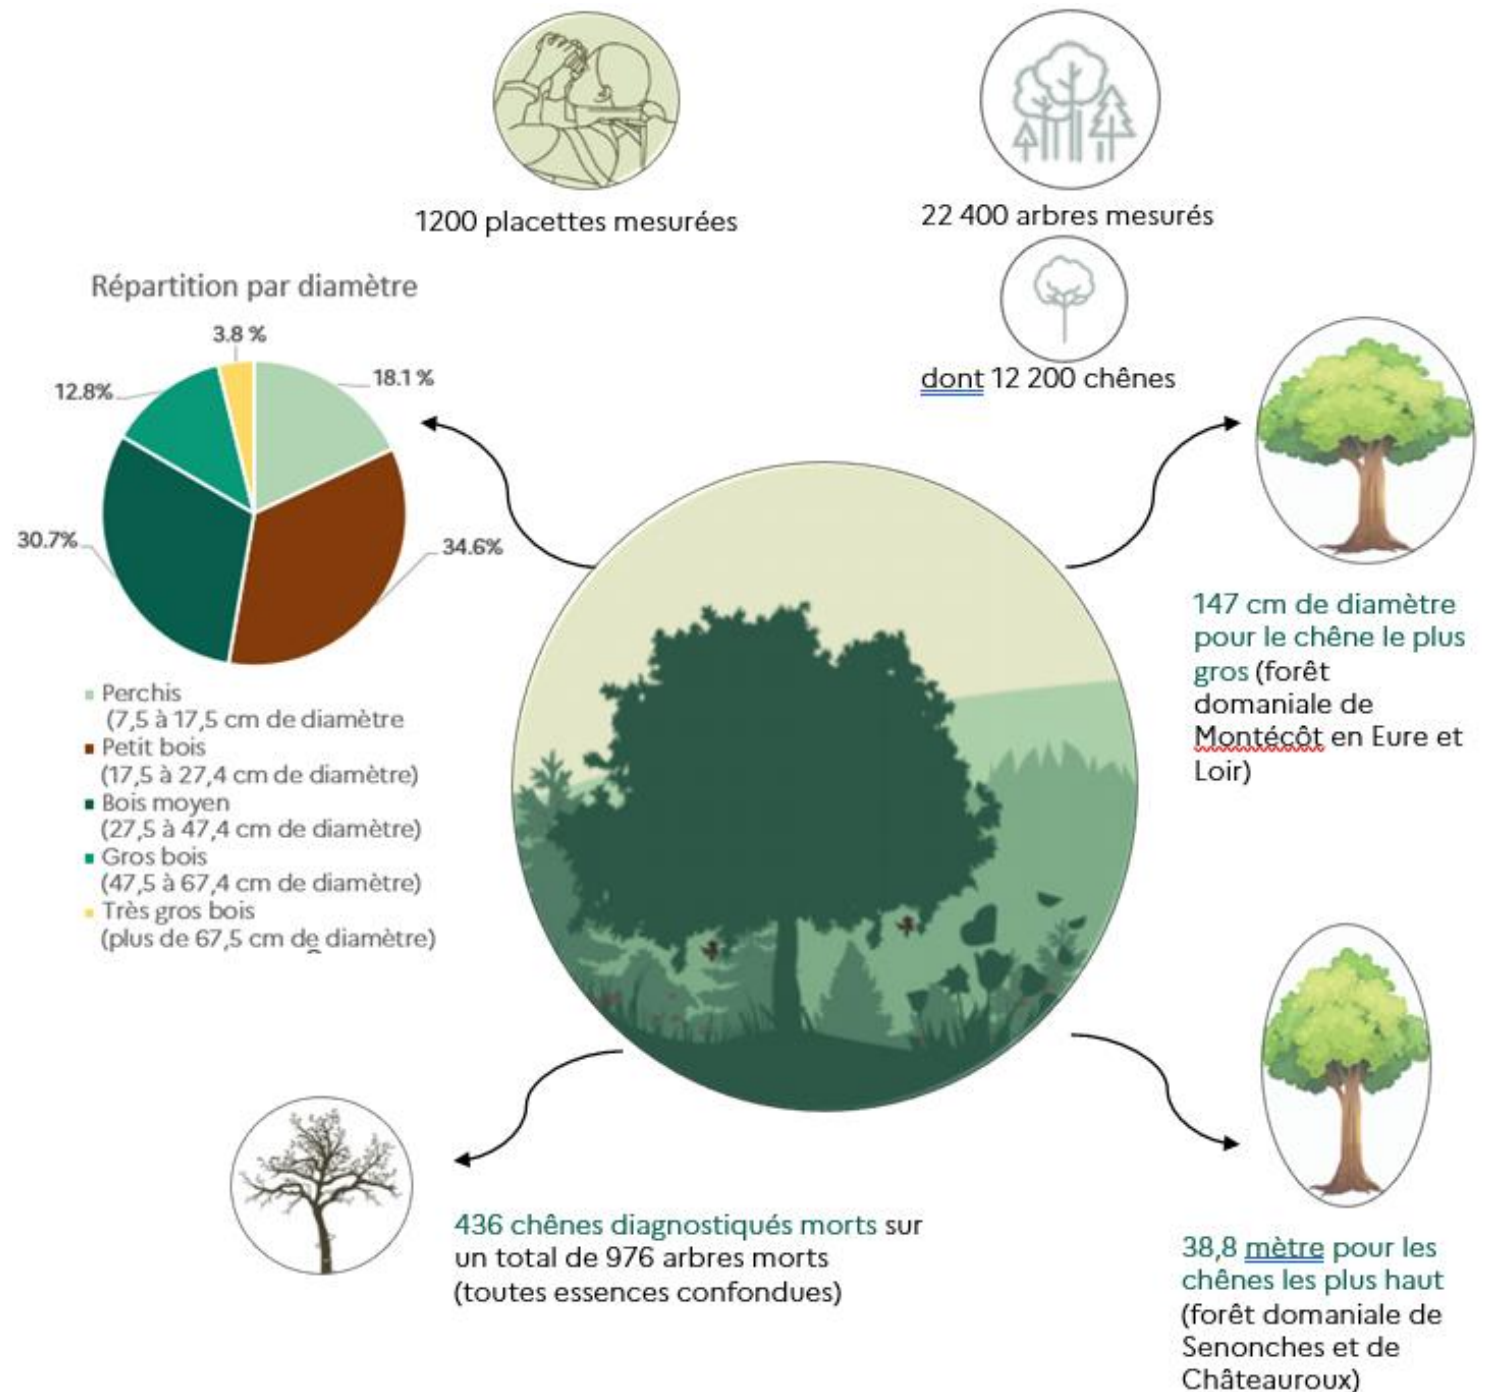 1200 placettes mesurées
22 400 arbres mesurés
dont 12 200 chênes
Répartition par diamètre
3.8 %
18.1 %
12.8%
30.7%
34.6%
Perchis
(7,5 à 17,5 cm de diamètre
Petit bois
(17,5 à 27,4 cm de diamètre)
Bois moyen
(27,5 à 47,4 cm de diamètre)
Gros bois
(47,5 à 67,4 cm de diamètre)
Très gros bois
(plus de 67,5 cm de diamètre)
147 cm de diamètre
pour le chêne le plus
gros (forêt
domaniale de
Montécôt en Eure et
Loir)
436 chênes diagnostiqués morts sur
un total de 976 arbres morts
(toutes essences confondues)
38,8 mètre pour les
chênes les plus haut
(forêt domaniale de
Senonches et de
Châteauroux)